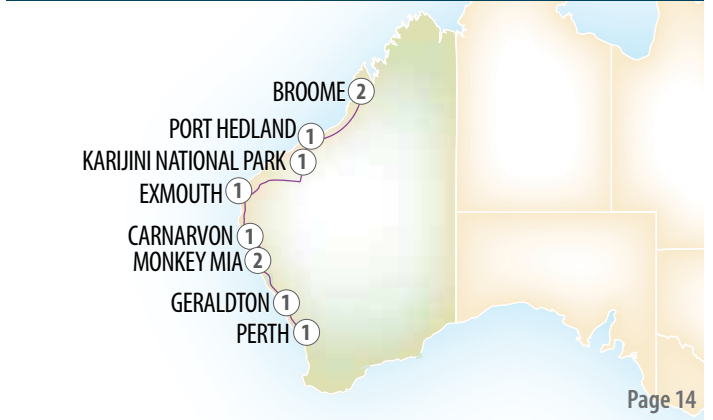 BROOME 2
PORT HEDLAND 1
KARIJINI NATIONAL PARK 1
EXMOUTH 1
CARNARVON 1
MONKEY MIA 2
GERALDTON 1
PERTH 1
Page 14